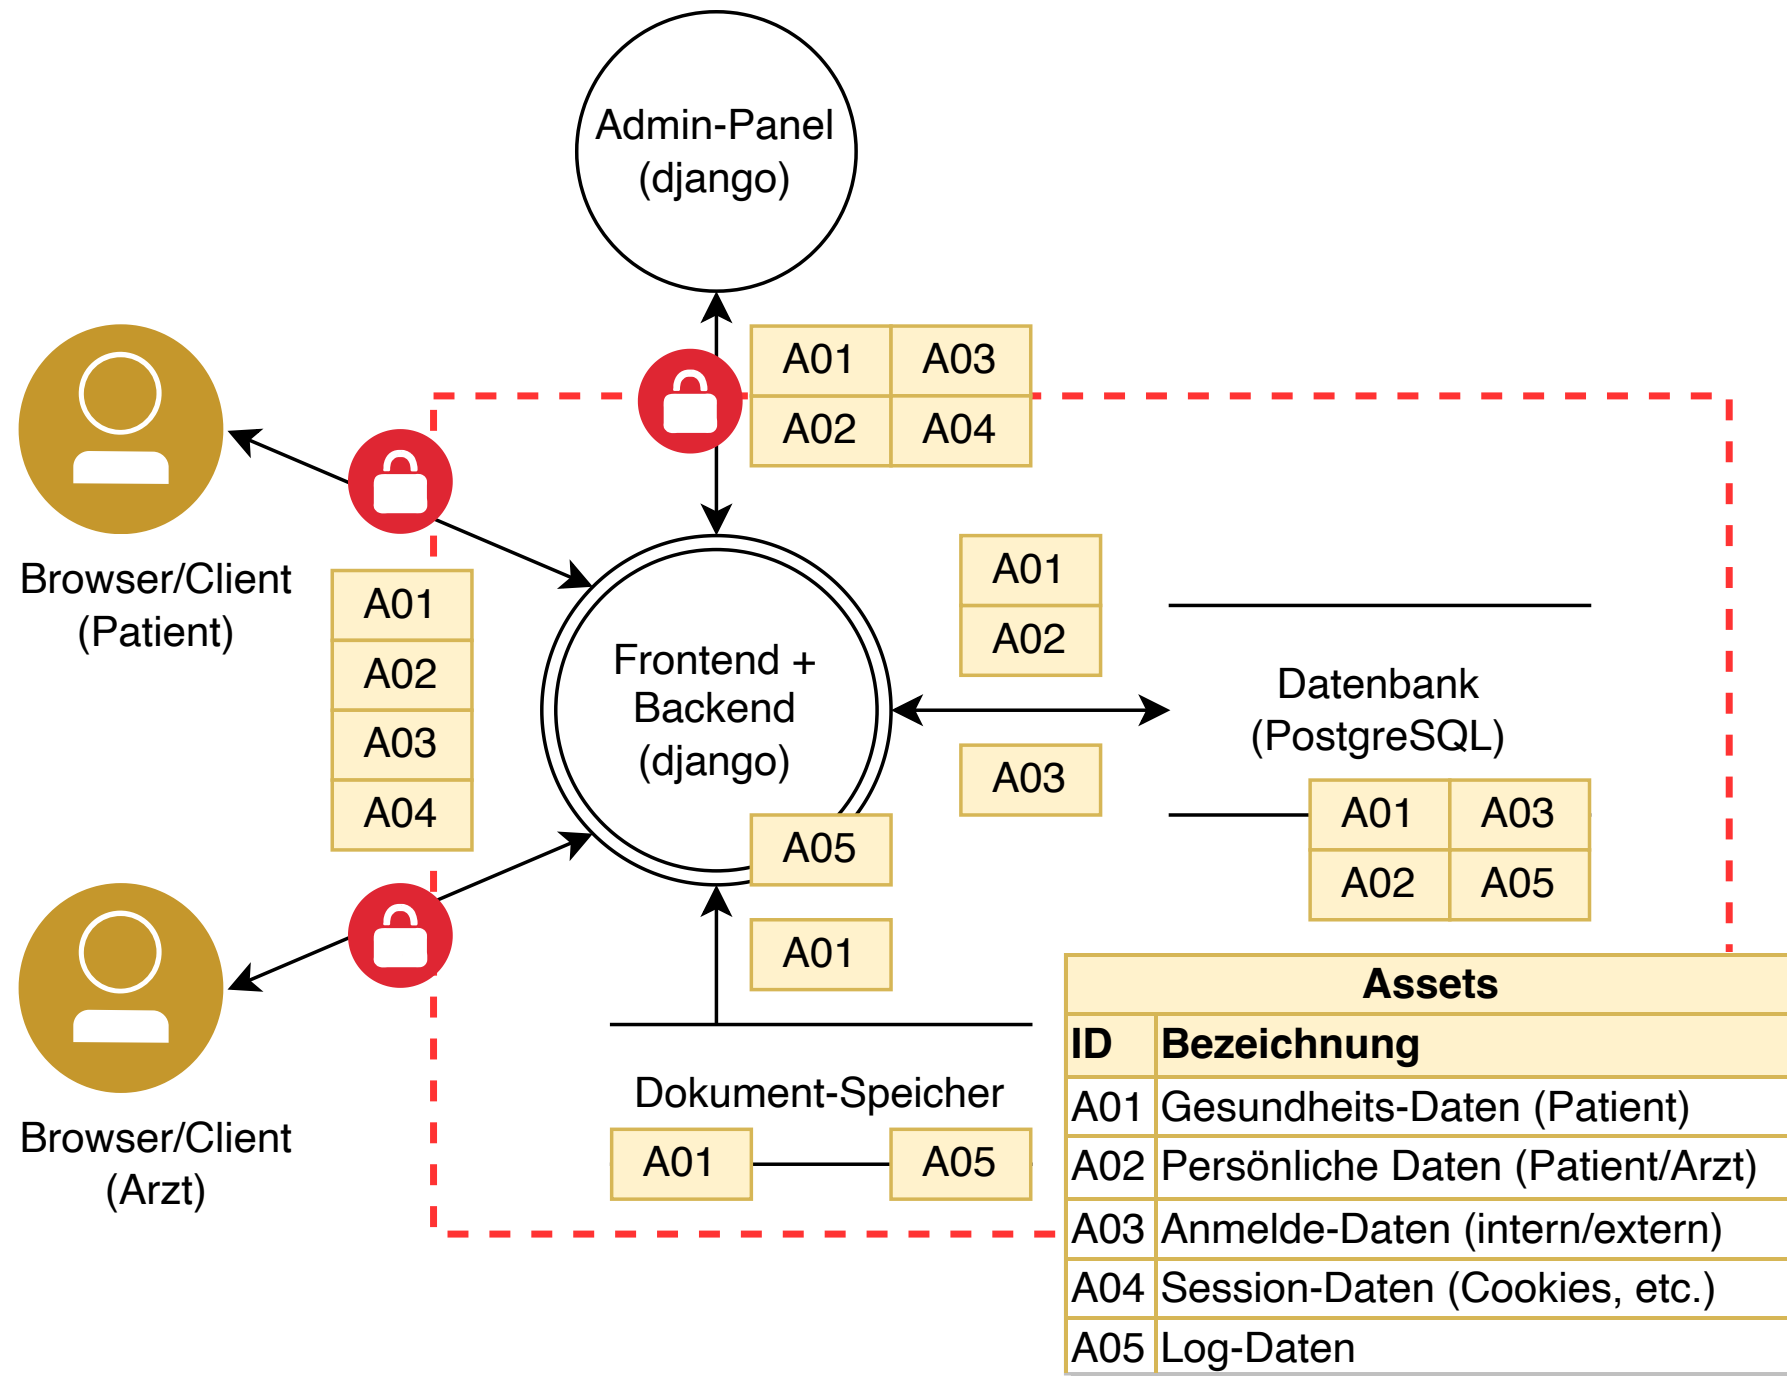 Admin-Panel
(django)
A01 A03
A02 A04
Browser/Client
(Patient)
A01
A02
A03
A04
Frontend +
Backend
(django)
A05
A01
A02
A03
Datenbank
(PostgreSQL)
A01 A03
A02 A05
A01
Dokument-Speicher
A01 A05
Browser/Client
(Arzt)
Assets
ID Bezeichnung
A01 Gesundheits-Daten (Patient)
A02 Persönliche Daten (Patient/Arzt)
A03 Anmelde-Daten (intern/extern)
A04 Session-Daten (Cookies, etc.)
A05 Log-Daten